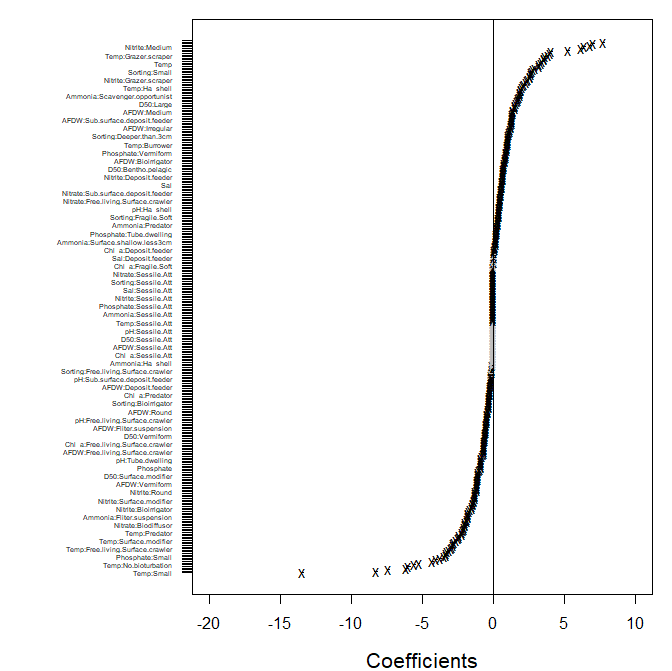 Nitrite:Medium
Temp:Grazer.scraper
Temp
Sorting:Small
Nitrite:Grazer.scraper
Temp:Ha_shell
Ammonia:Scavenger.opportunist
D50:Large
AFDW:Medium
AFDW:Sub.surface.deposit.feeder
AFDW:Irregular
Sorting:Deeper.than.3cm
Temp:Burrower
Phosphate:Vermiform
AFDW:Bioirrigator
D50:Bentho.pelagic
Nitrite:Deposit.feeder
Sal
Nitrate:Sub.surface.deposit.feeder
Nitrate:Free.living.Surface.crawler
pH:Ha_shell
Sorting:Fragile.Soft
Ammonia:Predator
Phosphate:Tube.dwelling
Ammonia:Surface.shallow.less3cm
Chl_a:Deposit.feeder
Sal:Deposit.feeder
Chl_a:Fragile.Soft
Nitrate:Sessile.Att
Sorting:Sessile.Att
Sal:Sessile.Att
Nitrite:Sessile.Att
Phosphate:Sessile.Att
Ammonia:Sessile.Att
Temp:Sessile.Att
pH:Sessile.Att
D50:Sessile.Att
AFDW:Sessile.Att
Chl_a:Sessile.Att
Ammonia:Ha_shell
Sorting:Free.living.Surface.crawler
pH:Sub.surface.deposit.feeder
AFDW:Deposit.feeder
Chl_a:Predator
Sorting:Bioirrigator
AFDW:Round
pH:Free.living.Surface.crawler
AFDW:Filter.suspension
D50:Vermiform
Chl_a:Free.living.Surface.crawler
AFDW:Free.living.Surface.crawler
pH:Tube.dwelling
Phosphate
D50:Surface.modifier
AFDW:Vermiform
Nitrite:Round
Nitrite:Surface.modifier
Nitrite:Bioirrigator
Ammonia:Filter.suspension
Nitrate:Biodiffusor
Temp:Predator
Temp:Surface.modifier
Temp:Free.living.Surface.crawler
Phosphate:Small
Temp:No.bioturbation
Temp:Small
-20 -15 -10 -5 0 5 10
Coefficients